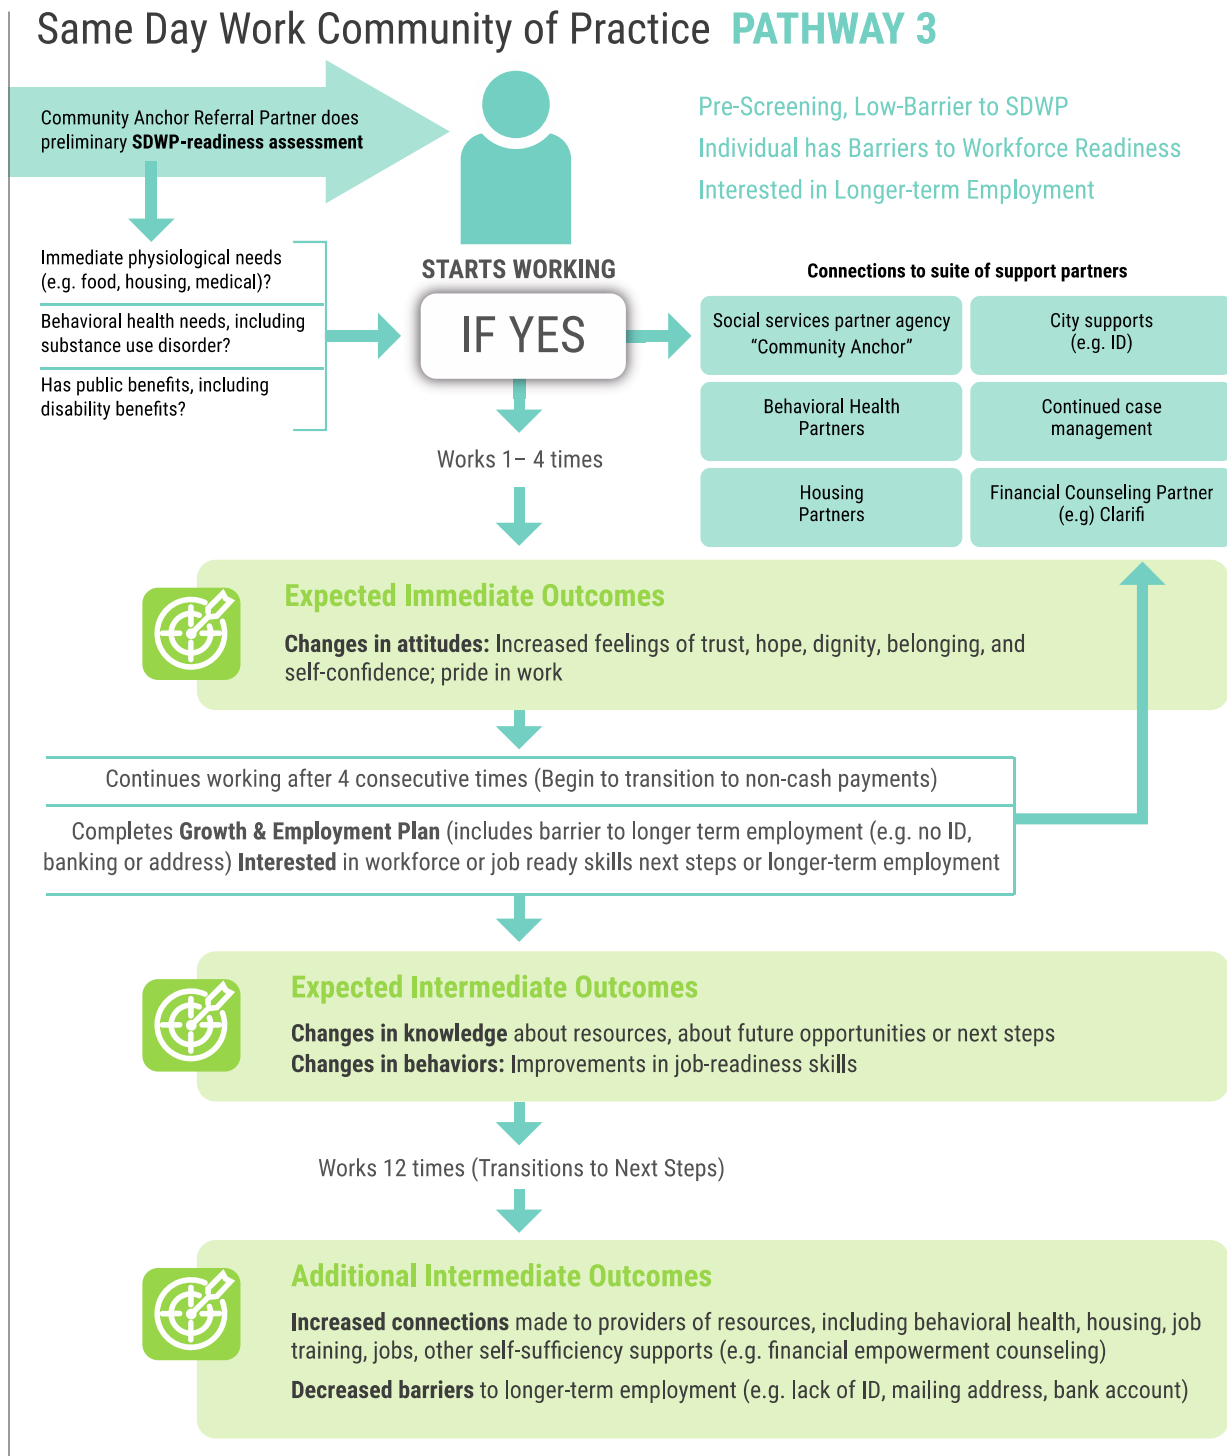 Same Day Work Community of Practice PATHWAY 3
Community Anchor Referral Partner does
preliminary SDWP-readiness assessment
Pre-Screening, Low-Barrier to SDWP
Individual has Barriers to Workforce Readiness
Interested in Longer-term Employment
Immediate physiological needs
(e.g. food, housing, medical)?
Behavioral health needs, including
substance use disorder?
Has public benefits, including
disability benefits?
STARTS WORKING
IF YES
Connections to suite of support partners
Social services partner agency
“Community Anchor”
City supports
(e.g. ID)
Behavioral Health
Partners
Continued case
management
Housing
Partners
Financial Counseling Partner
(e.g) Clarifi
Works 1– 4 times
Expected Immediate Outcomes
Changes in attitudes: Increased feelings of trust, hope, dignity, belonging, and
self-confidence; pride in work
Continues working after 4 consecutive times (Begin to transition to non-cash payments)
Completes Growth & Employment Plan (includes barrier to longer term employment (e.g. no ID,
banking or address) Interested in workforce or job ready skills next steps or longer-term employment
Expected Intermediate Outcomes
Changes in knowledge about resources, about future opportunities or next steps
Changes in behaviors: Improvements in job-readiness skills
Works 12 times (Transitions to Next Steps)
Additional Intermediate Outcomes
Increased connections made to providers of resources, including behavioral health, housing, job
training, jobs, other self-sufficiency supports (e.g. financial empowerment counseling)
Decreased barriers to longer-term employment (e.g. lack of ID, mailing address, bank account)